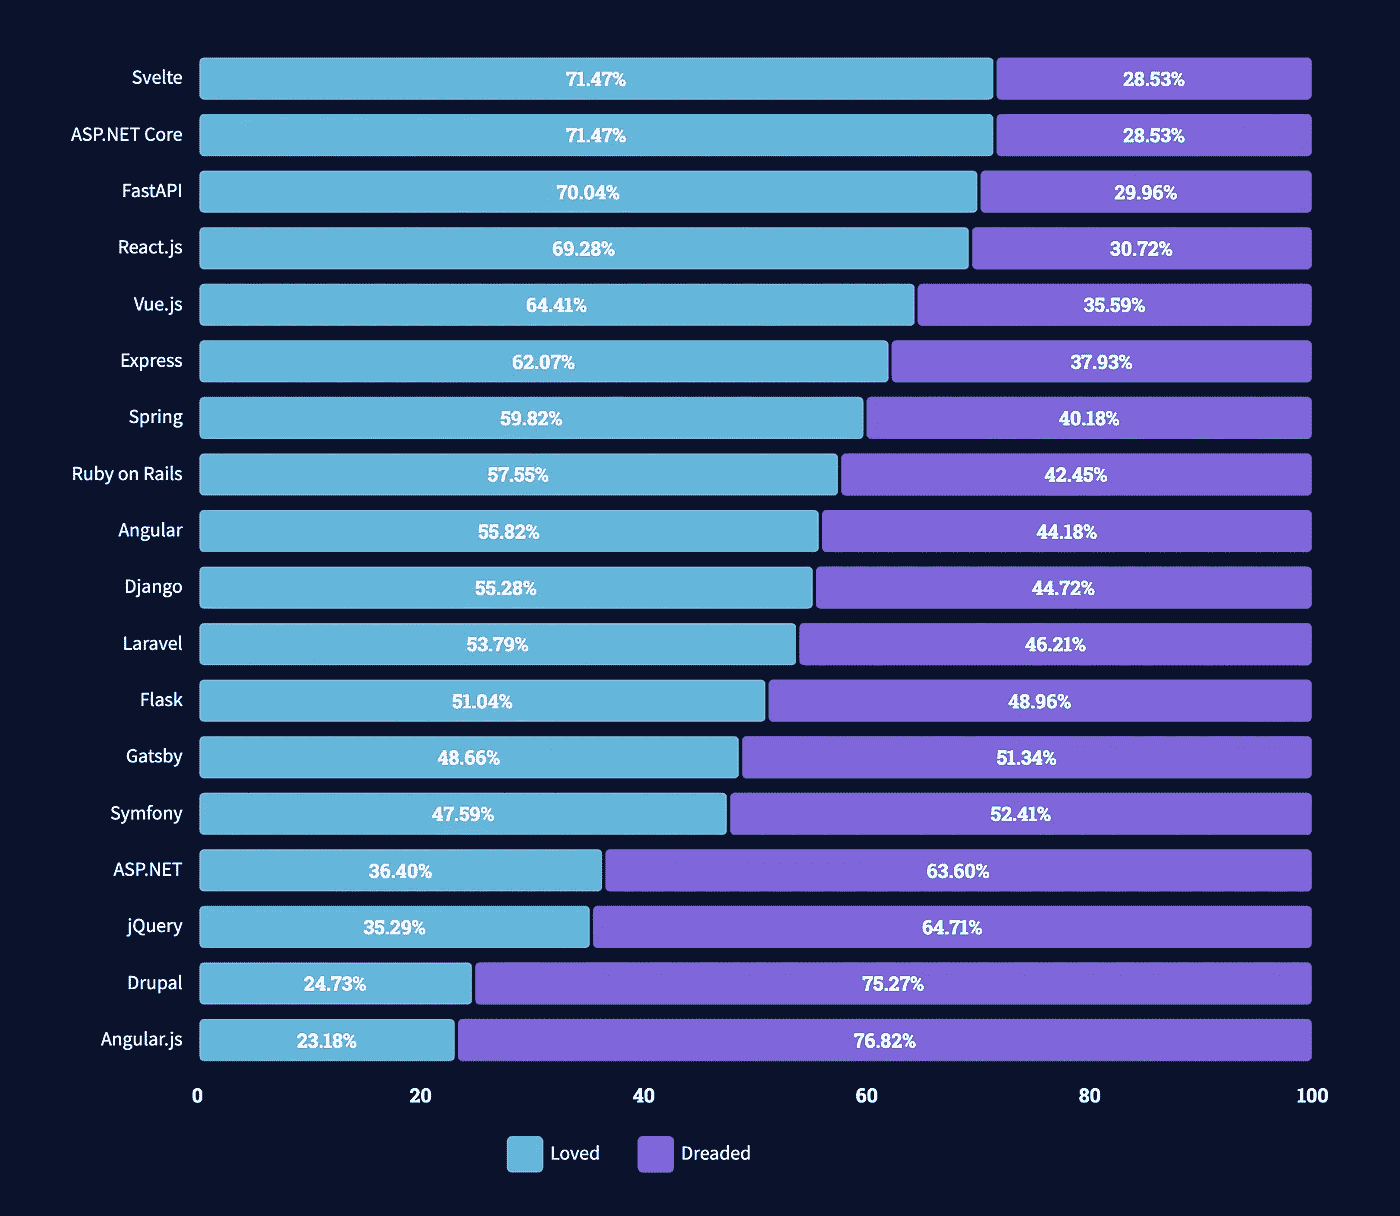 Svelte 71.47% 28.53%
ASP.NET Core 71.47% 28.53%
FastAPI 70.04% 29.96%
React.js 69.28% 30.72%
Vue.js 64.41% 35.59%
Express 62.07% 37.93%
Spring 59.82% 40.18%
Ruby on Rails 57.55% 42.45%
Angular 55.82% 44.18%
Django 55.28% 44.72%
Laravel 53.79% 46.21%
Flask 51.04% 48.96%
Gatsby 48.66% 51.34%
Symfony 47.59% 52.41%
ASP.NET 36.40% 63.60%
jQuery 35.29% 64.71%
Drupal 24.73% 75.27%
Angular.js 23.18% 76.82%
0 20 40 60 80 100
Loved Dreaded